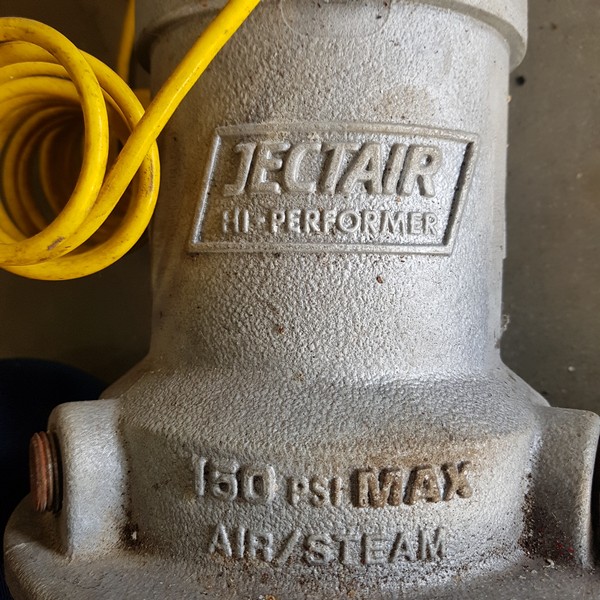 JECTAIR
HI-PERFORMER
150 PSI MAX
AIR/STEAM